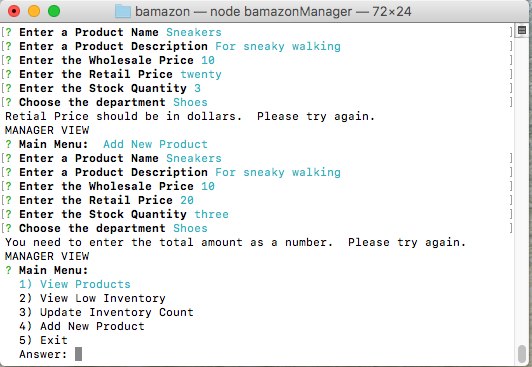 bamazon — node bamazonManager — 72×24
[? Enter a Product Name Sneakers ]
[? Enter a Product Description For sneaky walking ]
[? Enter the Wholesale Price 10 ]
[? Enter the Retail Price twenty ]
[? Enter the Stock Quantity 3 ]
[? Choose the department Shoes ]
Retial Price should be in dollars.  Please try again.
MANAGER VIEW
? Main Menu:  Add New Product
[? Enter a Product Name Sneakers ]
[? Enter a Product Description For sneaky walking ]
[? Enter the Wholesale Price 10 ]
[? Enter the Retail Price 20 ]
[? Enter the Stock Quantity three ]
[? Choose the department Shoes ]
You need to enter the total amount as a number.  Please try again.
MANAGER VIEW
? Main Menu:
1) View Products
2) View Low Inventory
3) Update Inventory Count
4) Add New Product
5) Exit
Answer: